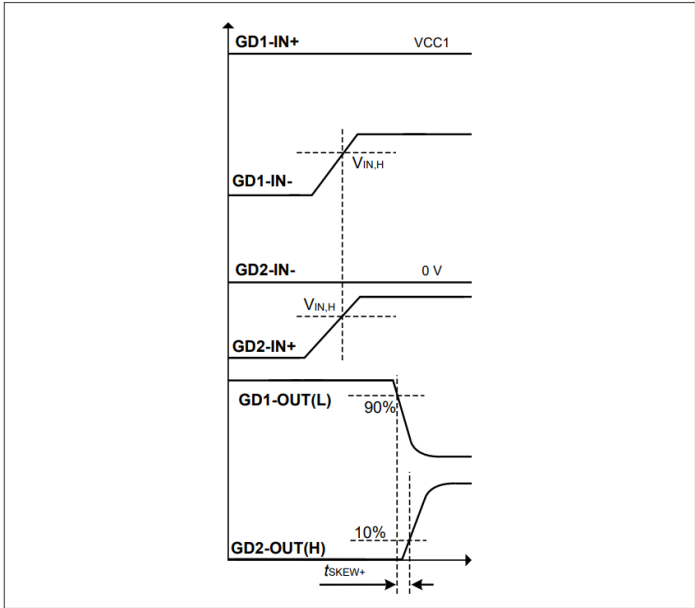 GD1-IN+ VCC1
VIN,H
GD1-IN-
GD2-IN- 0 V
VIN,H
GD2-IN+
GD1-OUT(L)
90%
10%
GD2-OUT(H)
tSKEW+